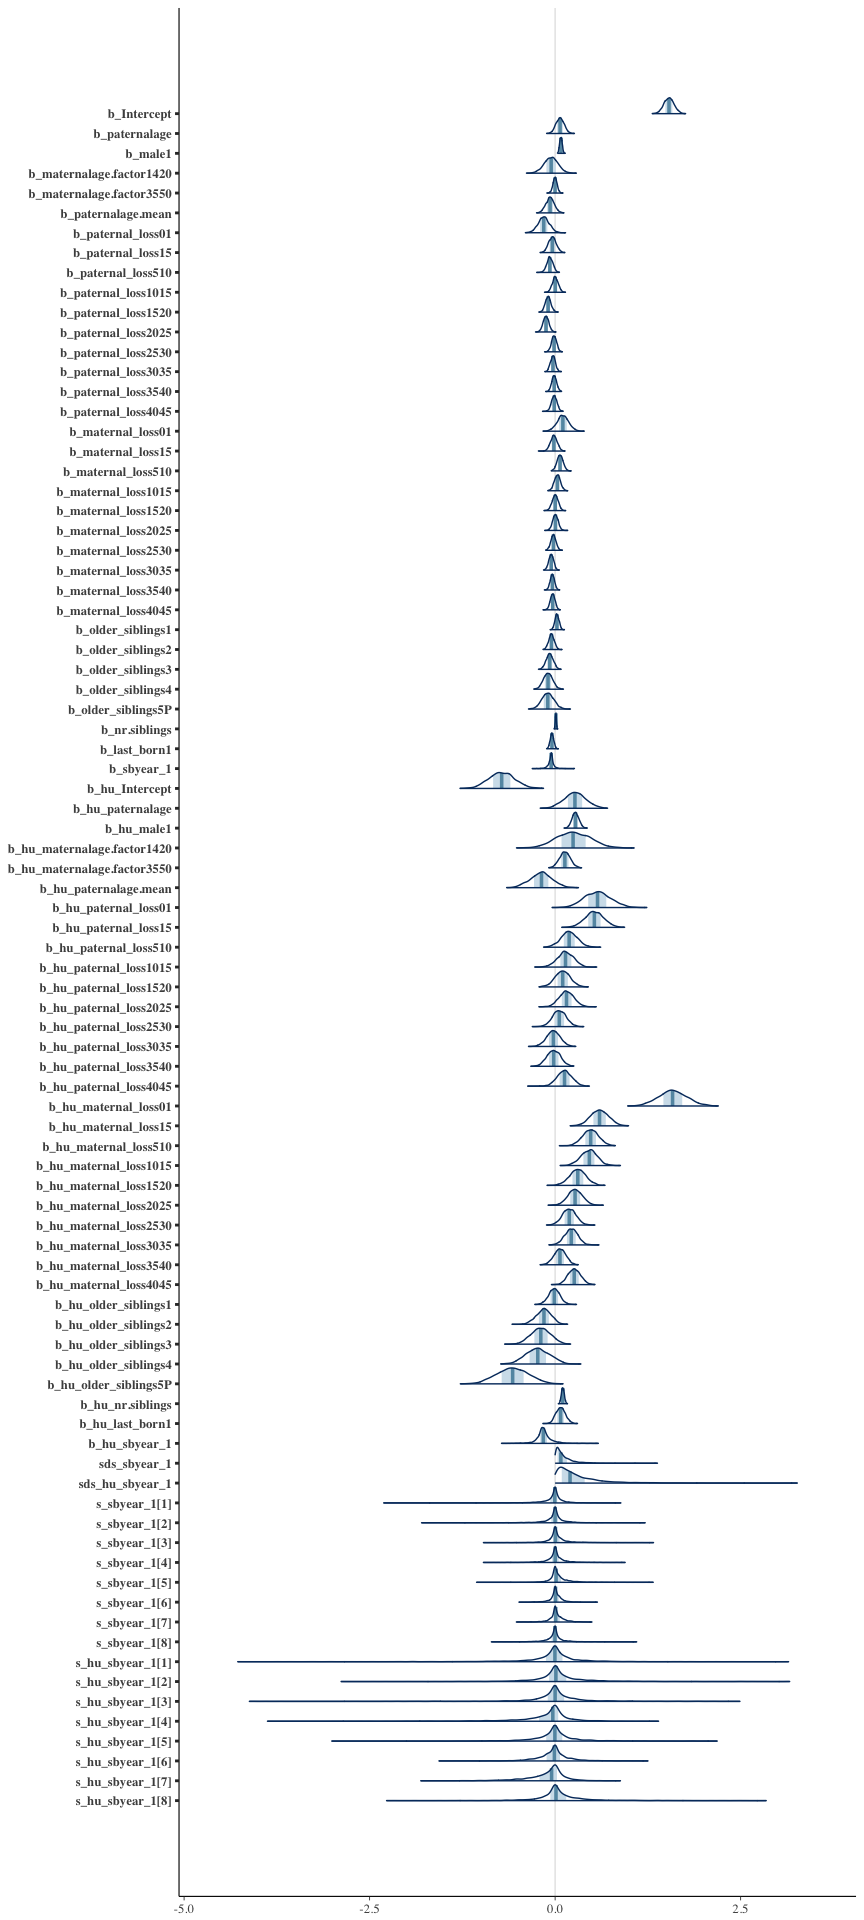 b_Intercept
b_paternalage
b_male1
b_maternalage.factor1420
b_maternalage.factor3550
b_paternalage.mean
b_paternal_loss01
b_paternal_loss15
b_paternal_loss510
b_paternal_loss1015
b_paternal_loss1520
b_paternal_loss2025
b_paternal_loss2530
b_paternal_loss3035
b_paternal_loss3540
b_paternal_loss4045
b_maternal_loss01
b_maternal_loss15
b_maternal_loss510
b_maternal_loss1015
b_maternal_loss1520
b_maternal_loss2025
b_maternal_loss2530
b_maternal_loss3035
b_maternal_loss3540
b_maternal_loss4045
b_older_siblings1
b_older_siblings2
b_older_siblings3
b_older_siblings4
b_older_siblings5P
b_nr.siblings
b_last_born1
b_sbyear_1
b_hu_Intercept
b_hu_paternalage
b_hu_male1
b_hu_maternalage.factor1420
b_hu_maternalage.factor3550
b_hu_paternalage.mean
b_hu_paternal_loss01
b_hu_paternal_loss15
b_hu_paternal_loss510
b_hu_paternal_loss1015
b_hu_paternal_loss1520
b_hu_paternal_loss2025
b_hu_paternal_loss2530
b_hu_paternal_loss3035
b_hu_paternal_loss3540
b_hu_paternal_loss4045
b_hu_maternal_loss01
b_hu_maternal_loss15
b_hu_maternal_loss510
b_hu_maternal_loss1015
b_hu_maternal_loss1520
b_hu_maternal_loss2025
b_hu_maternal_loss2530
b_hu_maternal_loss3035
b_hu_maternal_loss3540
b_hu_maternal_loss4045
b_hu_older_siblings1
b_hu_older_siblings2
b_hu_older_siblings3
b_hu_older_siblings4
b_hu_older_siblings5P
b_hu_nr.siblings
b_hu_last_born1
b_hu_sbyear_1
sds_sbyear_1
sds_hu_sbyear_1
s_sbyear_1[1]
s_sbyear_1[2]
s_sbyear_1[3]
s_sbyear_1[4]
s_sbyear_1[5]
s_sbyear_1[6]
s_sbyear_1[7]
s_sbyear_1[8]
s_hu_sbyear_1[1]
s_hu_sbyear_1[2]
s_hu_sbyear_1[3]
s_hu_sbyear_1[4]
s_hu_sbyear_1[5]
s_hu_sbyear_1[6]
s_hu_sbyear_1[7]
s_hu_sbyear_1[8]
-5.0 -2.5 0.0 2.5